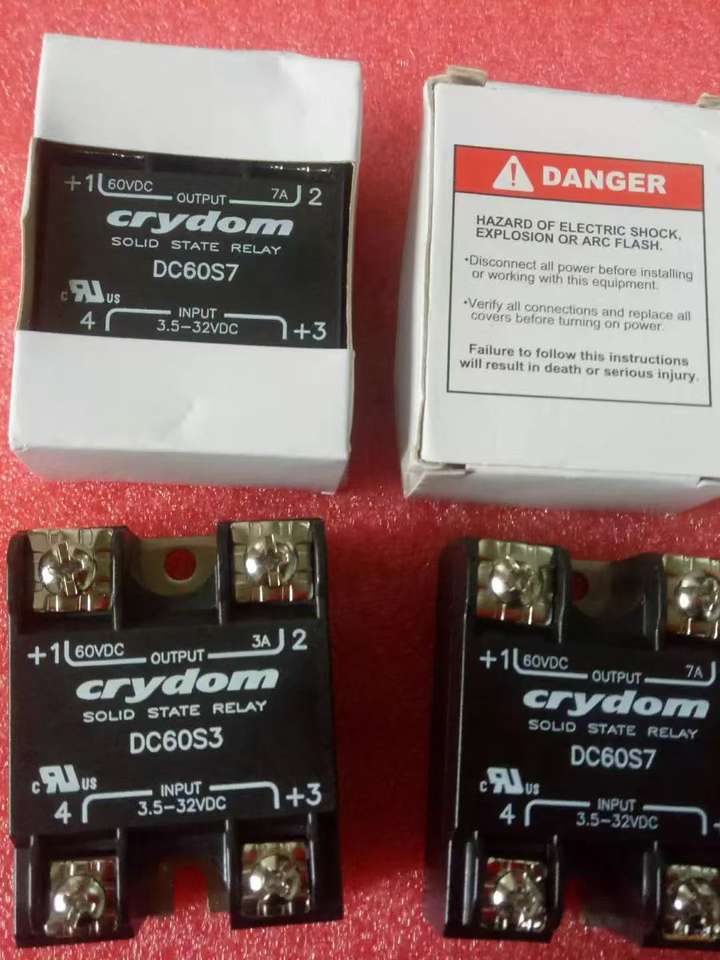 +1 60VDC OUTPUT 7A 2
crydom
SOLID STATE RELAY
DC60S7
c RU US
INPUT
4 3.5-32VDC +3
DANGER
HAZARD OF ELECTRIC SHOCK,
EXPLOSION OR ARC FLASH.
•Disconnect all power before installing
or working with this equipment.
•Verify all connections and replace all
covers before turning on power.
Failure to follow this instructions
will result in death or serious injury.
+1 60VDC OUTPUT 3A 2
crydom
SOLID STATE RELAY
DC60S3
c RU US
INPUT
4 3.5-32VDC +3
+1 60VDC OUTPUT 7A
crydom
SOLID STATE RELAY
DC60S7
c RU US
INPUT
4 3.5-32VDC +